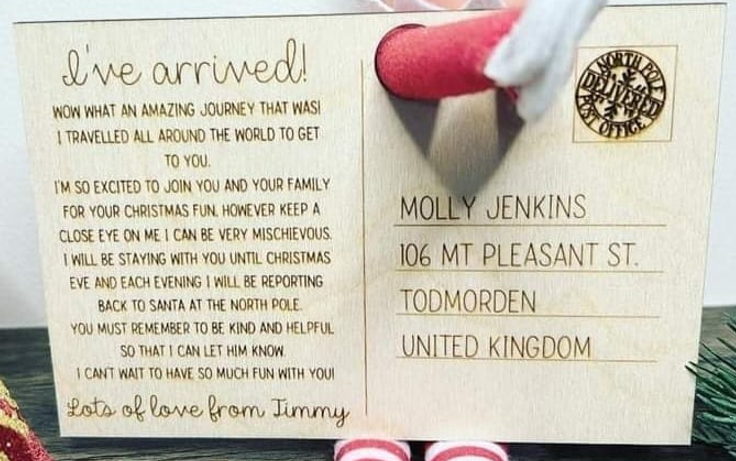 I've arrived!
WOW WHAT AN AMAZING JOURNEY THAT WAS!
I TRAVELLED ALL AROUND THE WORLD TO GET
TO YOU.
I'M SO EXCITED TO JOIN YOU AND YOUR FAMILY
FOR YOUR CHRISTMAS FUN. HOWEVER KEEP A
CLOSE EYE ON ME I CAN BE VERY MISCHIEVOUS.
I WILL BE STAYING WITH YOU UNTIL CHRISTMAS
EVE AND EACH EVENING I WILL BE REPORTING
BACK TO SANTA AT THE NORTH POLE.
YOU MUST REMEMBER TO BE KIND AND HELPFUL
SO THAT I CAN LET HIM KNOW.
I CAN'T WAIT TO HAVE SO MUCH FUN WITH YOU!
Lots of love from Jimmy
NORTH POLE
DELIVERED
POST OFFICE
MOLLY JENKINS
106 MT PLEASANT ST.
TODMORDEN
UNITED KINGDOM